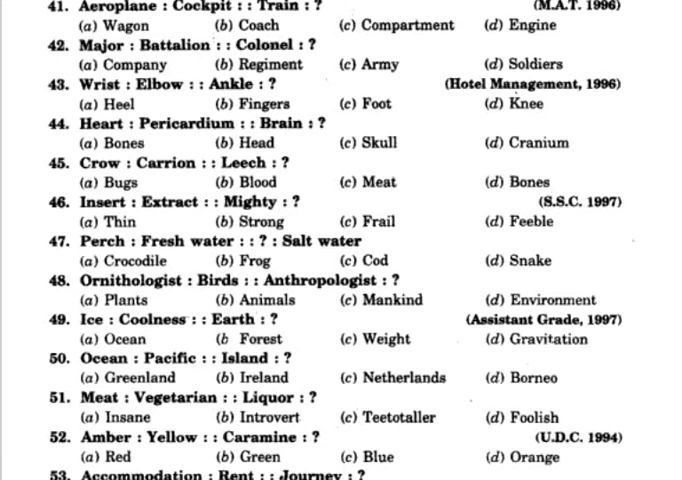 41. Aeroplane : Cockpit : : Train : ? (M.A.T. 1996)
(a) Wagon (b) Coach (c) Compartment (d) Engine
42. Major : Battalion : : Colonel : ?
(a) Company (b) Regiment (c) Army (d) Soldiers
43. Wrist : Elbow : : Ankle : ? (Hotel Management, 1996)
(a) Heel (b) Fingers (c) Foot (d) Knee
44. Heart : Pericardium : : Brain : ?
(a) Bones (b) Head (c) Skull (d) Cranium
45. Crow : Carrion : : Leech : ?
(a) Bugs (b) Blood (c) Meat (d) Bones
46. Insert : Extract : : Mighty : ? (S.S.C. 1997)
(a) Thin (b) Strong (c) Frail (d) Feeble
47. Perch : Fresh water : : ? : Salt water
(a) Crocodile (b) Frog (c) Cod (d) Snake
48. Ornithologist : Birds : : Anthropologist : ?
(a) Plants (b) Animals (c) Mankind (d) Environment
49. Ice : Coolness : : Earth : ? (Assistant Grade, 1997)
(a) Ocean (b Forest (c) Weight (d) Gravitation
50. Ocean : Pacific : : Island : ?
(a) Greenland (b) Ireland (c) Netherlands (d) Borneo
51. Meat : Vegetarian : : Liquor : ?
(a) Insane (b) Introvert (c) Teetotaller (d) Foolish
52. Amber : Yellow : : Caramine : ? (U.D.C. 1994)
(a) Red (b) Green (c) Blue (d) Orange
53. Accommodation : Rent : : Journey : ?